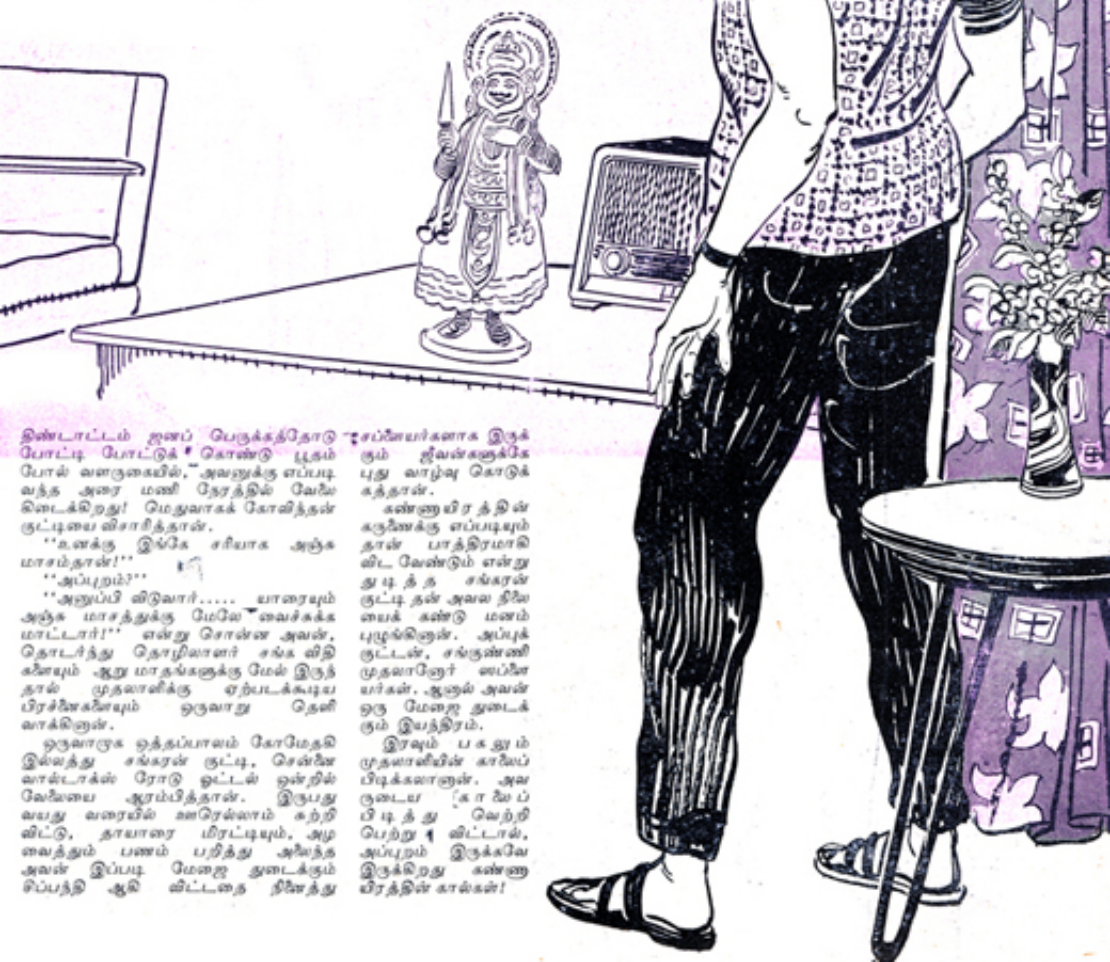 திண்டாட்டம் ஜனப் பெருக்கத்தோடு
போட்டி போட்டுக் கொண்டு பூதம்
போல் வளருகையில், அவனுக்கு எப்படி
வந்த அரை மணி நேரத்தில் வேலை
கிடைக்கிறது! மெதுவாகக் கோவிந்தன்
குட்டியை விசாரித்தான்.
''உனக்கு இங்கே சரியாக அஞ்சு
மாசம்தான்!''
''அப்புறம்?''
''அனுப்பி விடுவார்..... யாரையும்
அஞ்சு மாசத்துக்கு மேலே வைச்சுக்க
மாட்டார்!'' என்று சொன்ன அவன்,
தொடர்ந்து தொழிலாளர் சங்க விதி
களையும் ஆறு மாதங்களுக்கு மேல் இருந்
தால் முதலாளிக்கு ஏற்படக்கூடிய
பிரச்னைகளையும் ஒருவாறு தெளி
வாக்கினான்.
ஒருவாறாக ஒத்தப்பாலம் கோமேதகி
இல்லத்து சங்கரன் குட்டி, சென்னை
வால்டாக்ஸ் ரோடு ஓட்டல் ஒன்றில்
வேலையை ஆரம்பித்தான். இருபது
வயது வரையில் ஊரெல்லாம் சுற்றி
விட்டு, தாயாரை மிரட்டியும், அழ
வைத்தும் பணம் பறித்து அலைந்த
அவன் இப்படி மேஜை துடைக்கும்
சிப்பந்தி ஆகி விட்டதை நினைத்து
சப்ளையர்களாக இருக்
கும் ஜீவன்களுக்கே
புது வாழ்வு கொடுக்
கத்தான்.
கண்ணாயிரத்தின்
கருணைக்கு எப்படியும்
தான் பாத்திரமாகி
விட வேண்டும் என்று
துடித்த சங்கரன்
குட்டி தன் அவல நிலை
யைக் கண்டு மனம்
புழுங்கினான். அப்புக்
குட்டன், சங்குண்ணி
முதலானோர் ஸப்ளை
யர்கள். ஆனால் அவன்
ஒரு மேஜை துடைக்
கும் இயந்திரம்.
இரவும் பகலும்
முதலாளியின் காலைப்
பிடிக்கலானான். அவ
ருடைய காலைப்
பிடித்து வெற்றி
பெற்று விட்டால்,
அப்புறம் இருக்கவே
இருக்கிறது கண்ணா
யிரத்தின் கால்கள்!